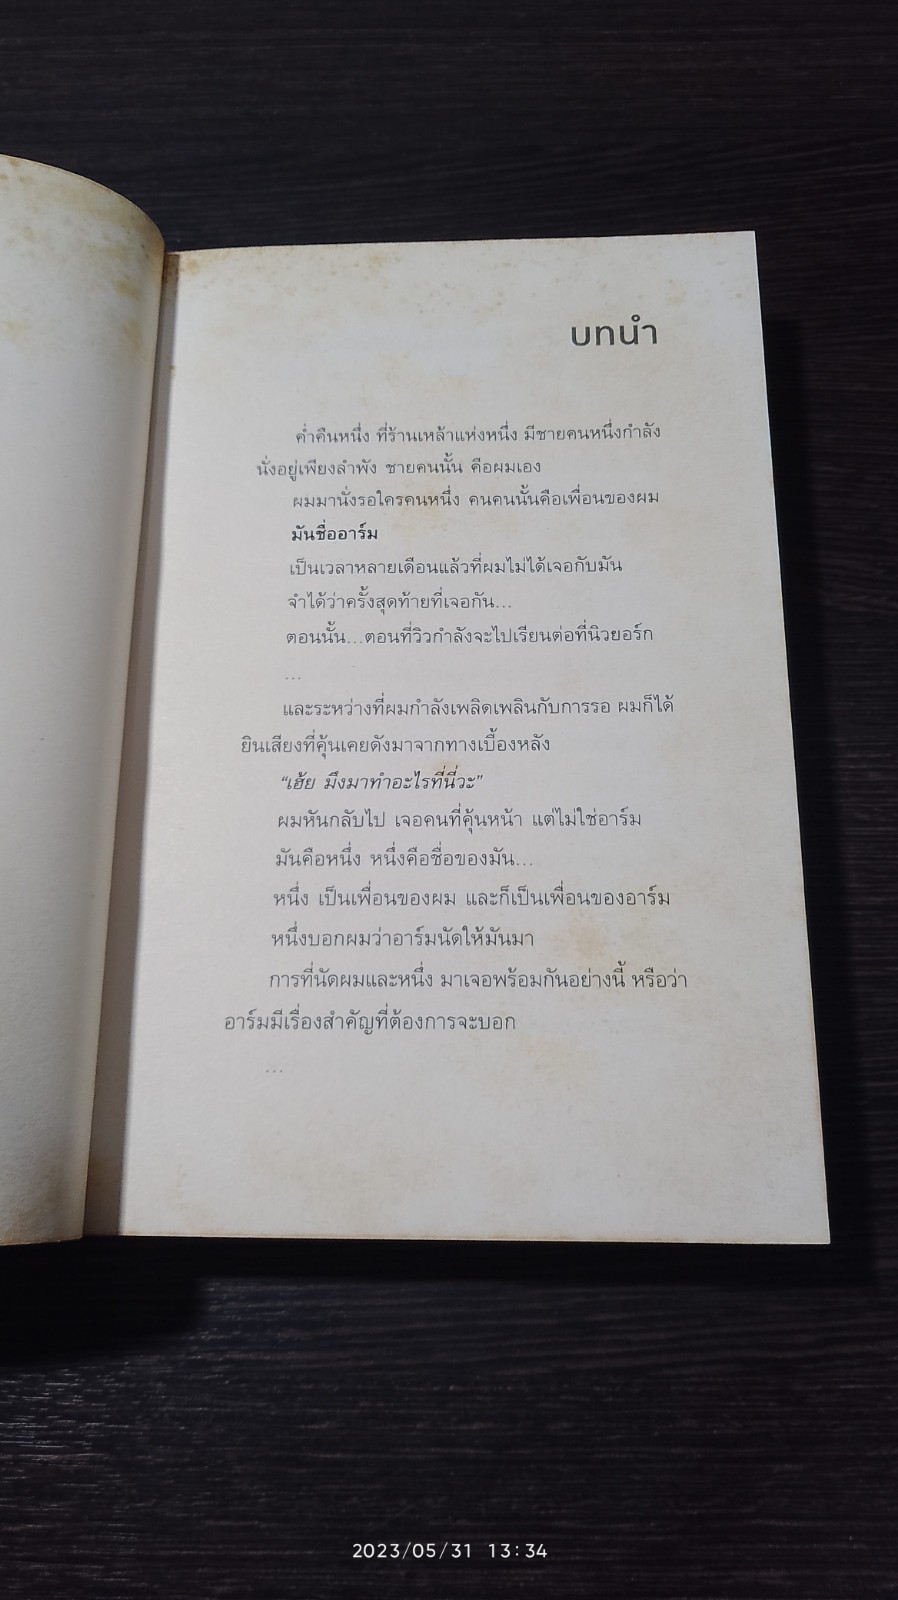 บทนำ
ค่ำคืนหนึ่ง ที่ร้านเหล้าแห่งหนึ่ง มีชายคนหนึ่งกำลัง
นั่งอยู่เพียงลำพัง ชายคนนั้น คือผมเอง
ผมมานั่งรอใครคนหนึ่ง คนคนนั้นคือเพื่อนของผม
มันชื่ออาร์ม
เป็นเวลาหลายเดือนแล้วที่ผมไม่ได้เจอกับมัน
จำได้ว่าครั้งสุดท้ายที่เจอกัน...
ตอนนั้น...ตอนที่วิวกำลังจะไปเรียนต่อที่นิวยอร์ก
...
และระหว่างที่ผมกำลังเพลิดเพลินกับการรอ ผมก็ได้
ยินเสียงที่คุ้นเคยดังมาจากทางเบื้องหลัง
“เฮ้ย มึงมาทำอะไรที่นี่วะ”
ผมหันกลับไป เจอคนที่คุ้นหน้า แต่ไม่ใช่อาร์ม
มันคือหนึ่ง หนึ่งคือชื่อของมัน...
หนึ่ง เป็นเพื่อนของผม และก็เป็นเพื่อนของอาร์ม
หนึ่งบอกผมว่าอาร์มนัดให้มันมา
การที่นัดผมและหนึ่ง มาเจอพร้อมกันอย่างนี้ หรือว่า
อาร์มมีเรื่องสำคัญที่ต้องการจะบอก
...
2023/05/31 13:34